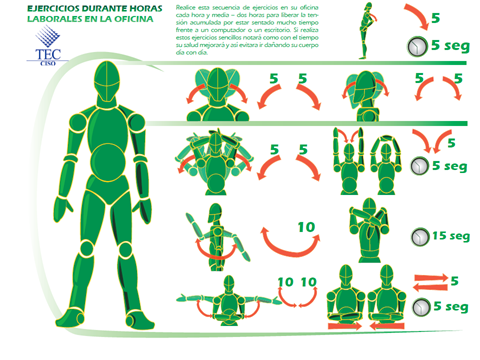 EJERCICIOS DURANTE HORAS
LABORALES EN LA OFICINA
TEC
CISO
Realice esta secuencia de ejercicios en su oficina
cada hora y media – dos horas para liberar la ten-
sión acumulada por estar sentado mucho tiempo
frente a un computador o un escritorio. Si realiza
estos ejercicios sencillos notará como con el tiempo
su salud mejorará y así evitara ir dañando su cuerpo
día con día.
5
5 seg
5 5
5 5
5 5
5
5 seg
10
15 seg
10 10
5
5 seg